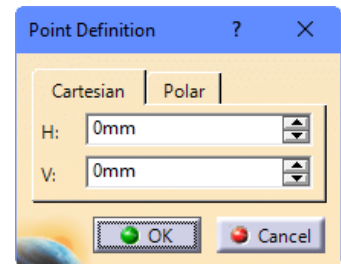 Point Definition ?
Cartesian Polar
H: 0mm
V: 0mm
OK Cancel